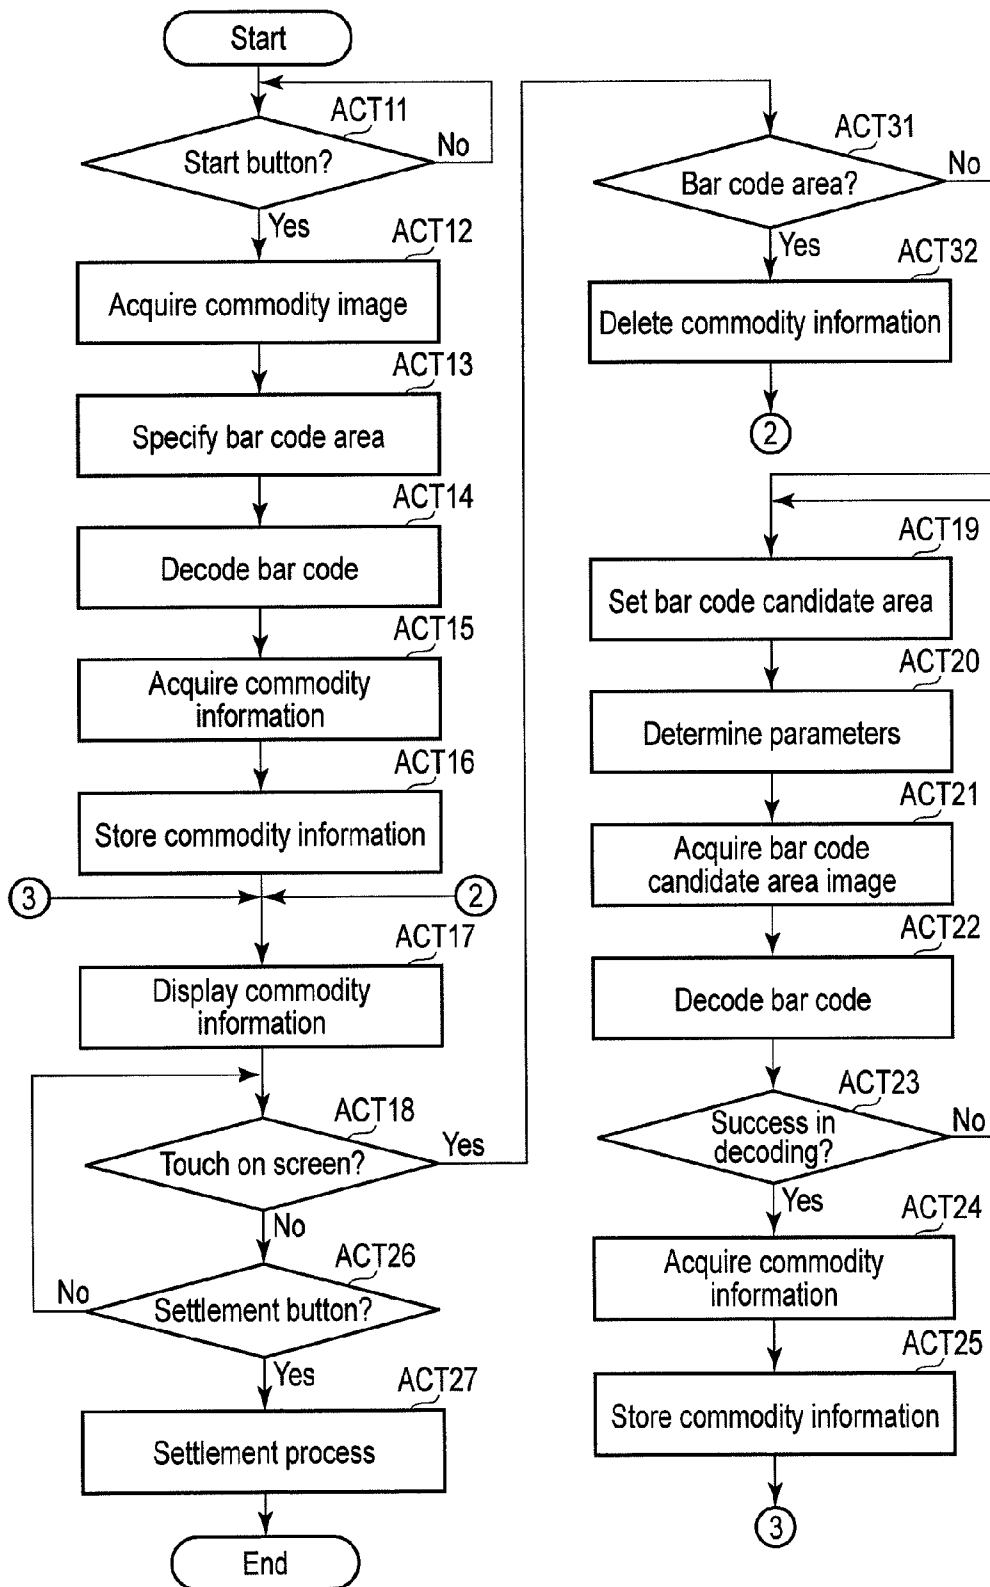 Start
ACT11
Start button?
No
Yes
ACT12
Acquire commodity image
ACT13
Specify bar code area
ACT14
Decode bar code
ACT15
Acquire commodity
information
ACT16
Store commodity information
3
2
ACT17
Display commodity
information
ACT18
Touch on screen?
Yes
No
ACT26
Settlement button?
No
Yes
ACT27
Settlement process
End
ACT31
Bar code area?
No
Yes
ACT32
Delete commodity information
2
ACT19
Set bar code candidate area
ACT20
Determine parameters
ACT21
Acquire bar code
candidate area image
ACT22
Decode bar code
ACT23
Success in
decoding?
No
Yes
ACT24
Acquire commodity
information
ACT25
Store commodity information
3